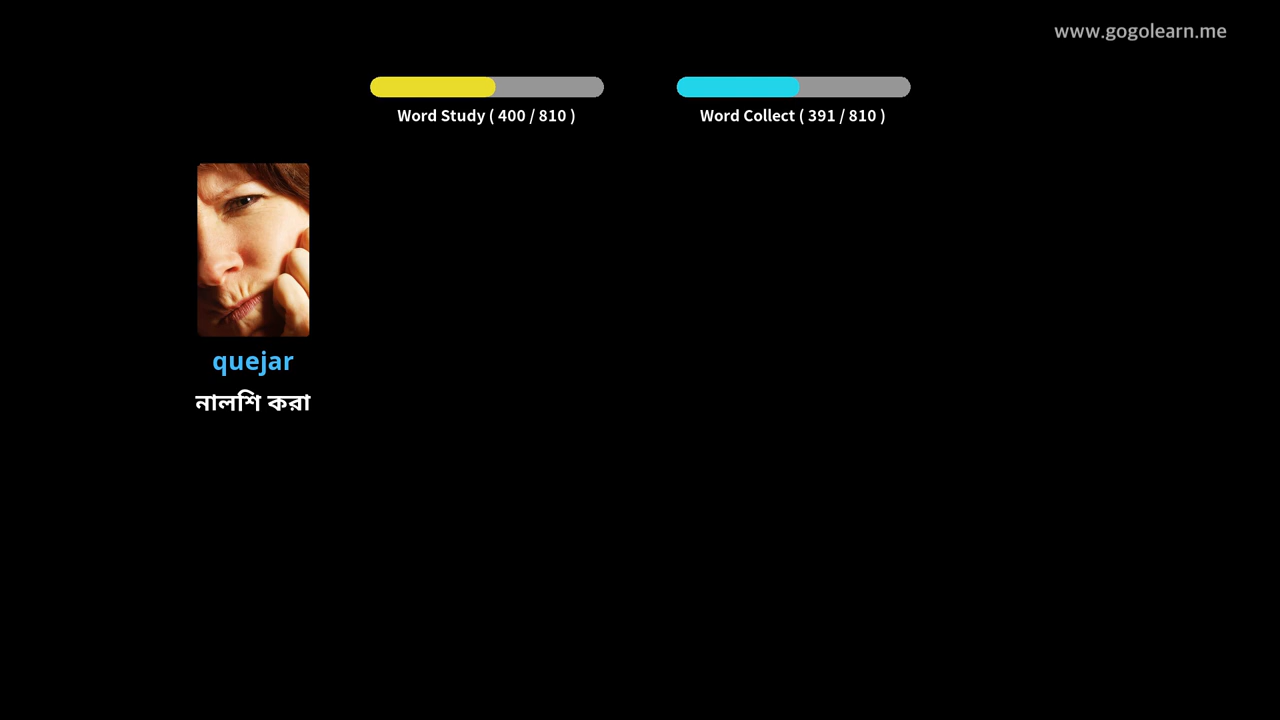 www.gogolearn.me
Word Study ( 400 / 810 )
Word Collect ( 391 / 810 )
quejar
নালশি করা